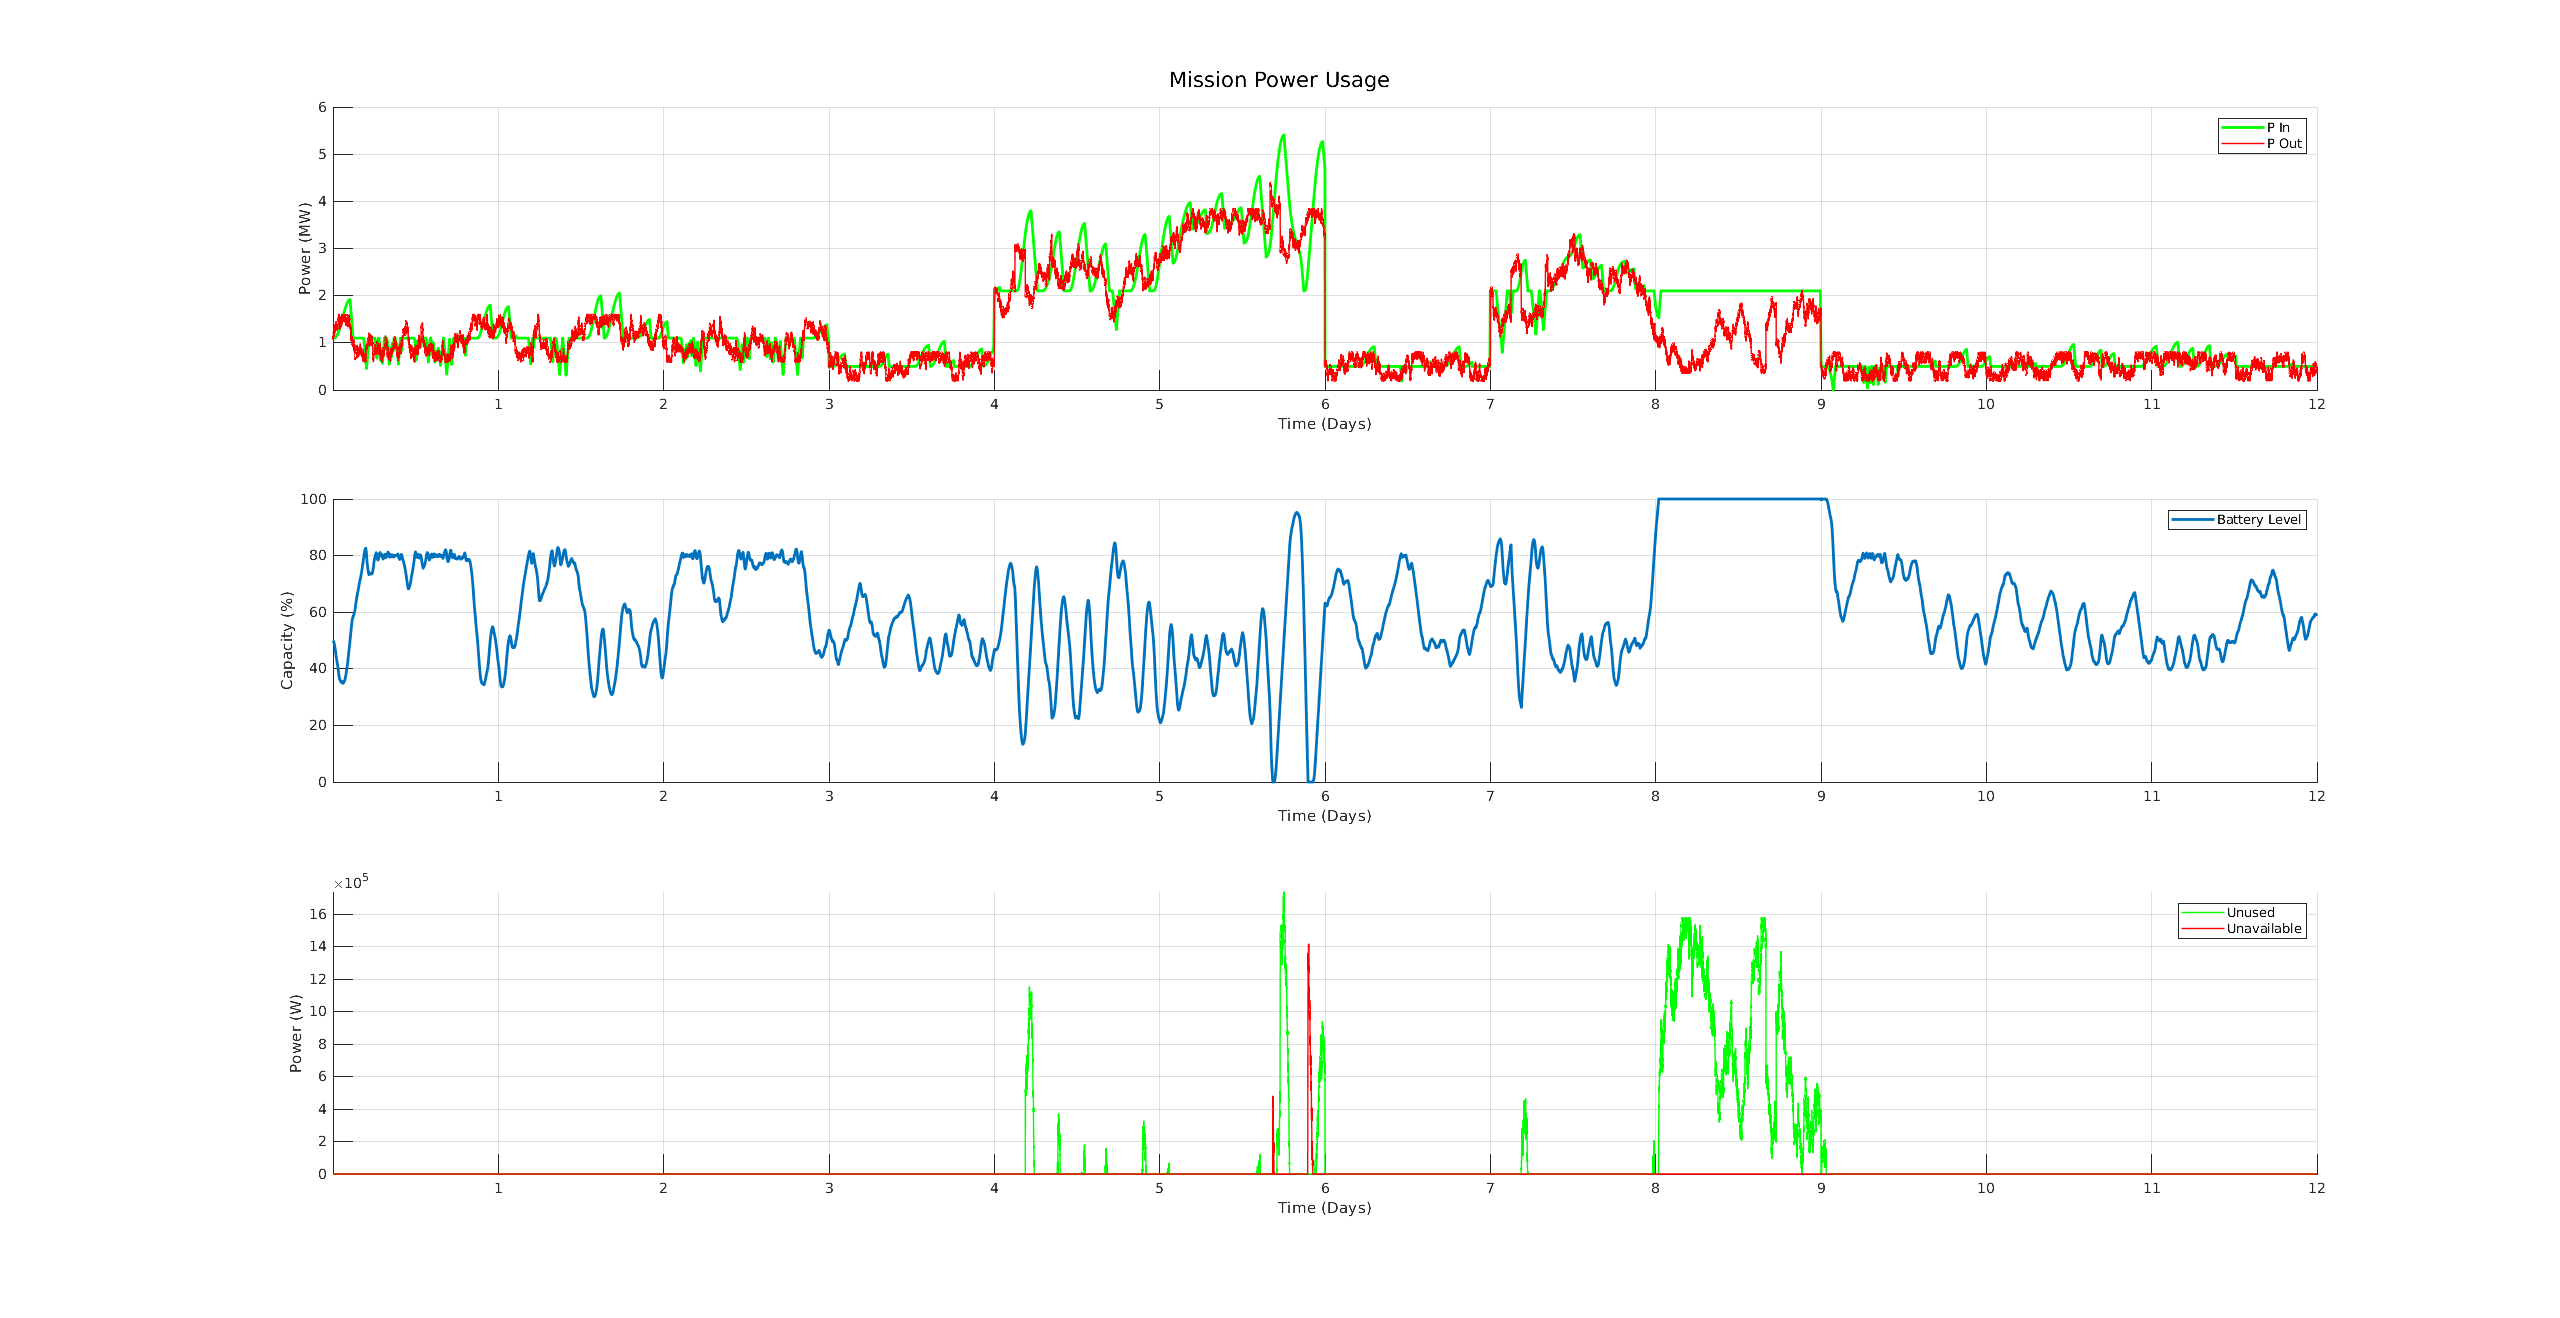 Mission Power Usage
6
5
4
3
2
1
0
Power (MW)
P In
P Out
1 2 3 4 5 6 7 8 9 10 11 12
Time (Days)
100
80
60
40
20
0
Capacity (%)
Battery Level
1 2 3 4 5 6 7 8 9 10 11 12
Time (Days)
×10^5
16
14
12
10
8
6
4
2
0
Power (W)
Unused
Unavailable
1 2 3 4 5 6 7 8 9 10 11 12
Time (Days)